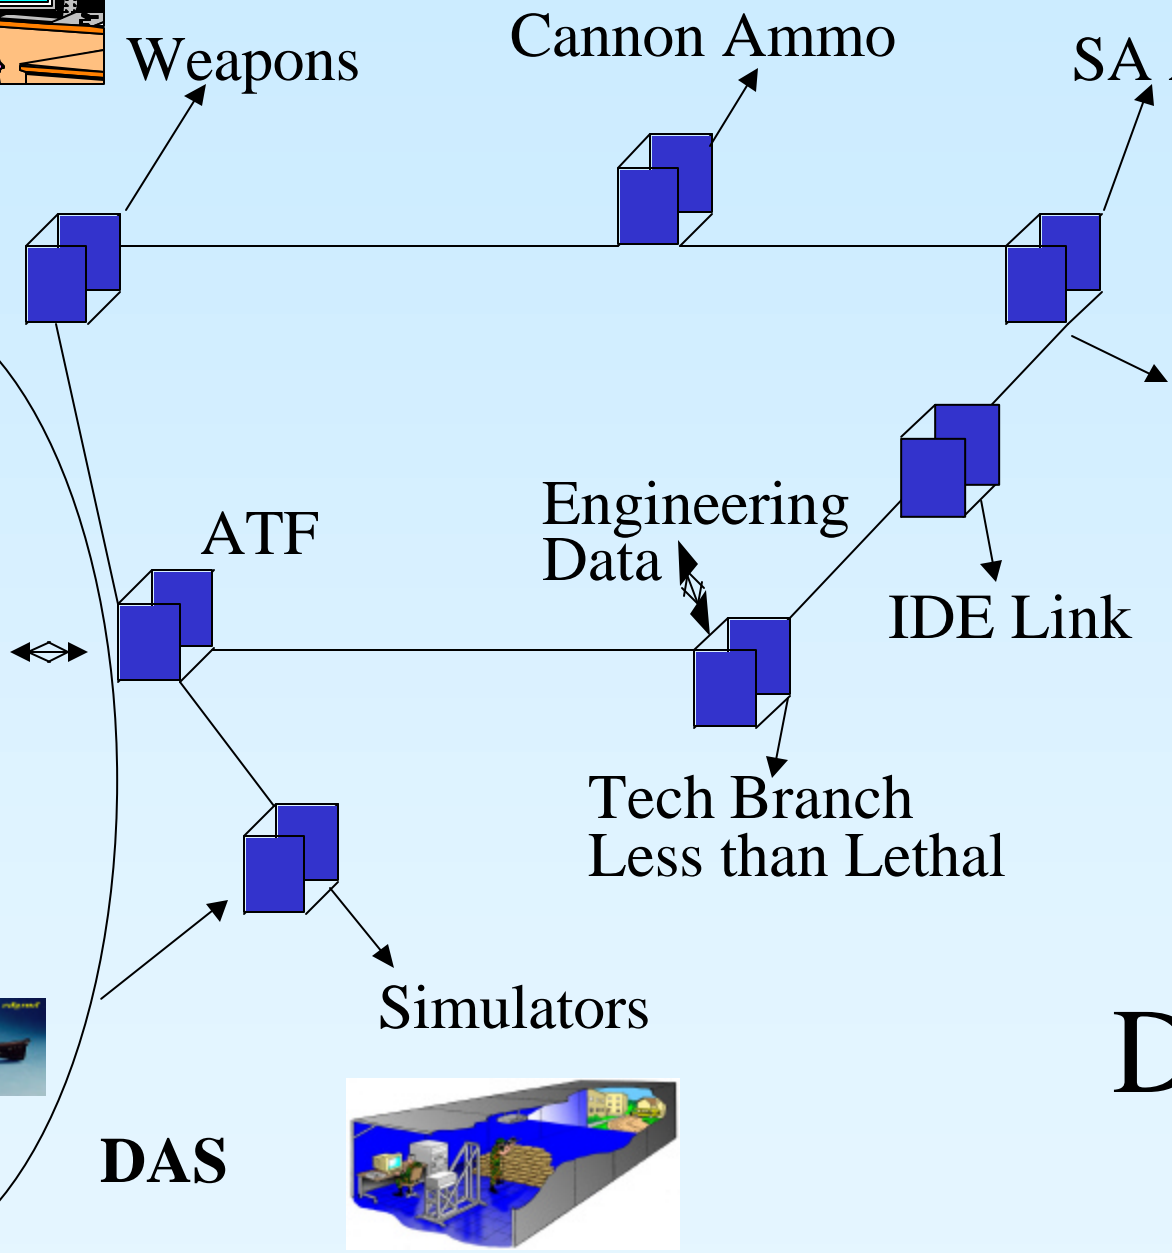 Weapons
Cannon Ammo
SA
ATF
Engineering
Data
IDE Link
Tech Branch
Less than Lethal
Simulators
D
DAS